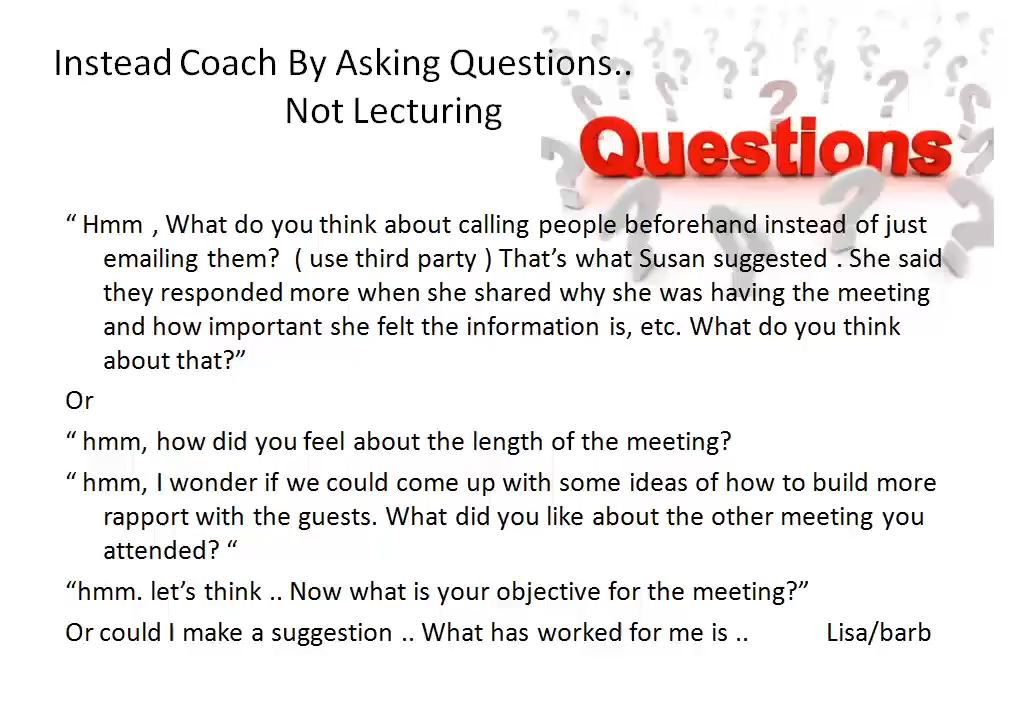 Instead Coach By Asking Questions..
Not Lecturing
Questions
“ Hmm , What do you think about calling people beforehand instead of just
emailing them?  ( use third party ) That’s what Susan suggested . She said
they responded more when she shared why she was having the meeting
and how important she felt the information is, etc. What do you think
about that?”
Or
“ hmm, how did you feel about the length of the meeting?
“ hmm, I wonder if we could come up with some ideas of how to build more
rapport with the guests. What did you like about the other meeting you
attended? “
“hmm. let’s think .. Now what is your objective for the meeting?”
Or could I make a suggestion .. What has worked for me is .. Lisa/barb